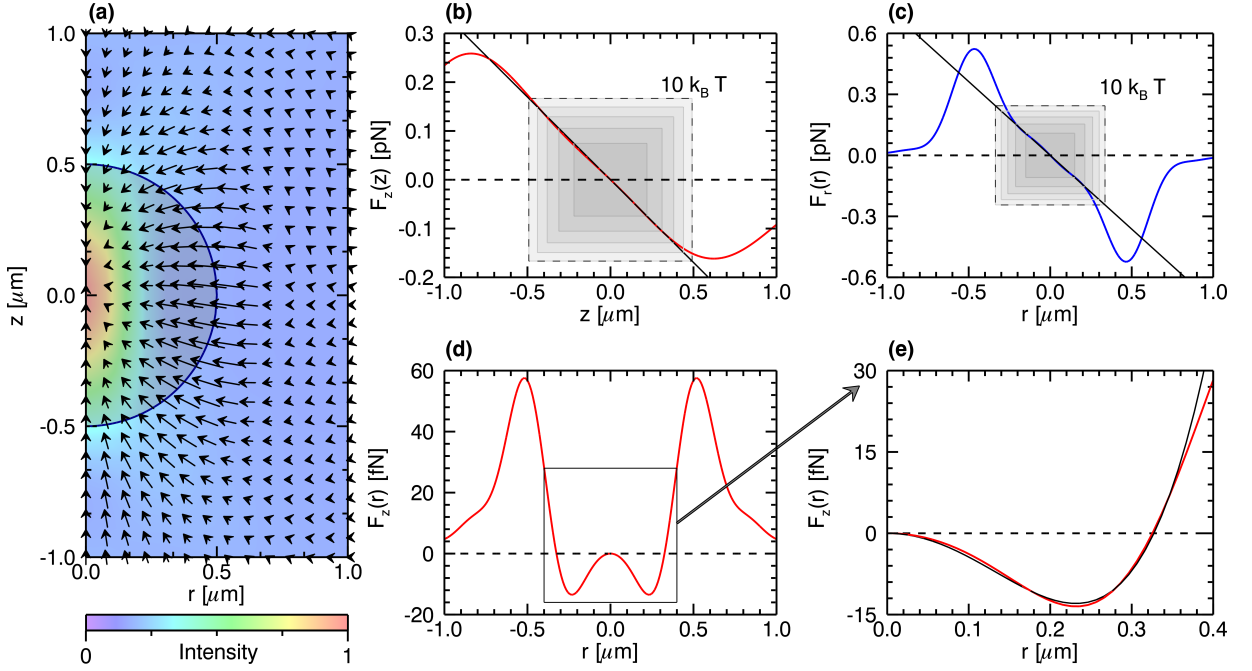 (a)
1.0
0.5
0.0
-0.5
-1.0
z [μm]
0.0 0.5 1.0
r [μm]
0 Intensity 1
(b)
0.3
0.2
0.1
0.0
-0.1
-0.2
F_z(z) [pN]
10 k_B T
-1.0 -0.5 0.0 0.5 1.0
z [μm]
(c)
0.6
0.3
0.0
-0.3
-0.6
F_r(r) [pN]
10 k_B T
-1.0 -0.5 0.0 0.5 1.0
r [μm]
(d)
60
40
20
0
-20
F_z(r) [fN]
-1.0 -0.5 0.0 0.5 1.0
r [μm]
(e)
30
15
0
-15
F_z(r) [fN]
0.0 0.1 0.2 0.3 0.4
r [μm]